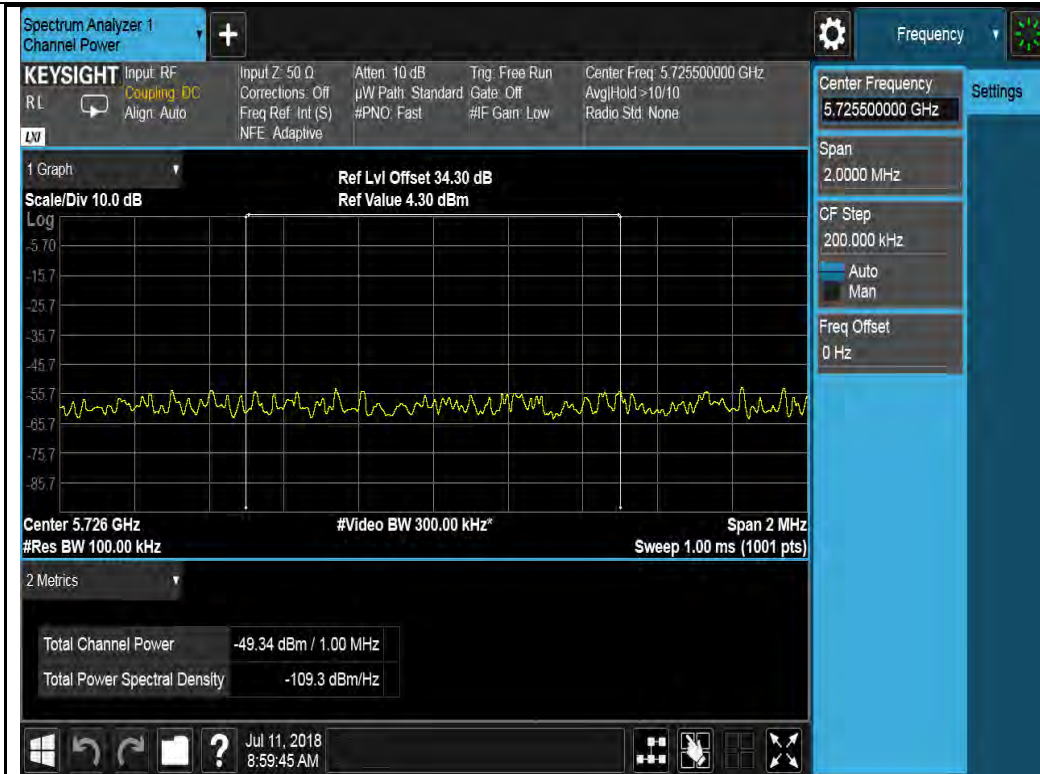 Spectrum Analyzer 1
Channel Power
+
Frequency
KEYSIGHT
R L
LXI
Input: RF
Coupling: DC
Align: Auto
Input Z: 50 Ω
Corrections: Off
Freq Ref: Int (S)
NFE: Adaptive
Atten: 10 dB
µW Path: Standard
#PNO: Fast
Trig: Free Run
Gate: Off
#IF Gain: Low
Center Freq: 5.725500000 GHz
Avg|Hold >10/10
Radio Std: None
Center Frequency
5.725500000 GHz
Settings
Span
2.0000 MHz
CF Step
200.000 kHz
Auto
Man
Freq Offset
0 Hz
1 Graph
Scale/Div 10.0 dB
Ref Lvl Offset 34.30 dB
Ref Value 4.30 dBm
Log
-5.70
-15.7
-25.7
-35.7
-45.7
-55.7
-65.7
-75.7
-85.7
Center 5.726 GHz
#Video BW 300.00 kHz*
Span 2 MHz
#Res BW 100.00 kHz
Sweep 1.00 ms (1001 pts)
2 Metrics
Total Channel Power -49.34 dBm / 1.00 MHz
Total Power Spectral Density -109.3 dBm/Hz
?
Jul 11, 2018
8:59:45 AM